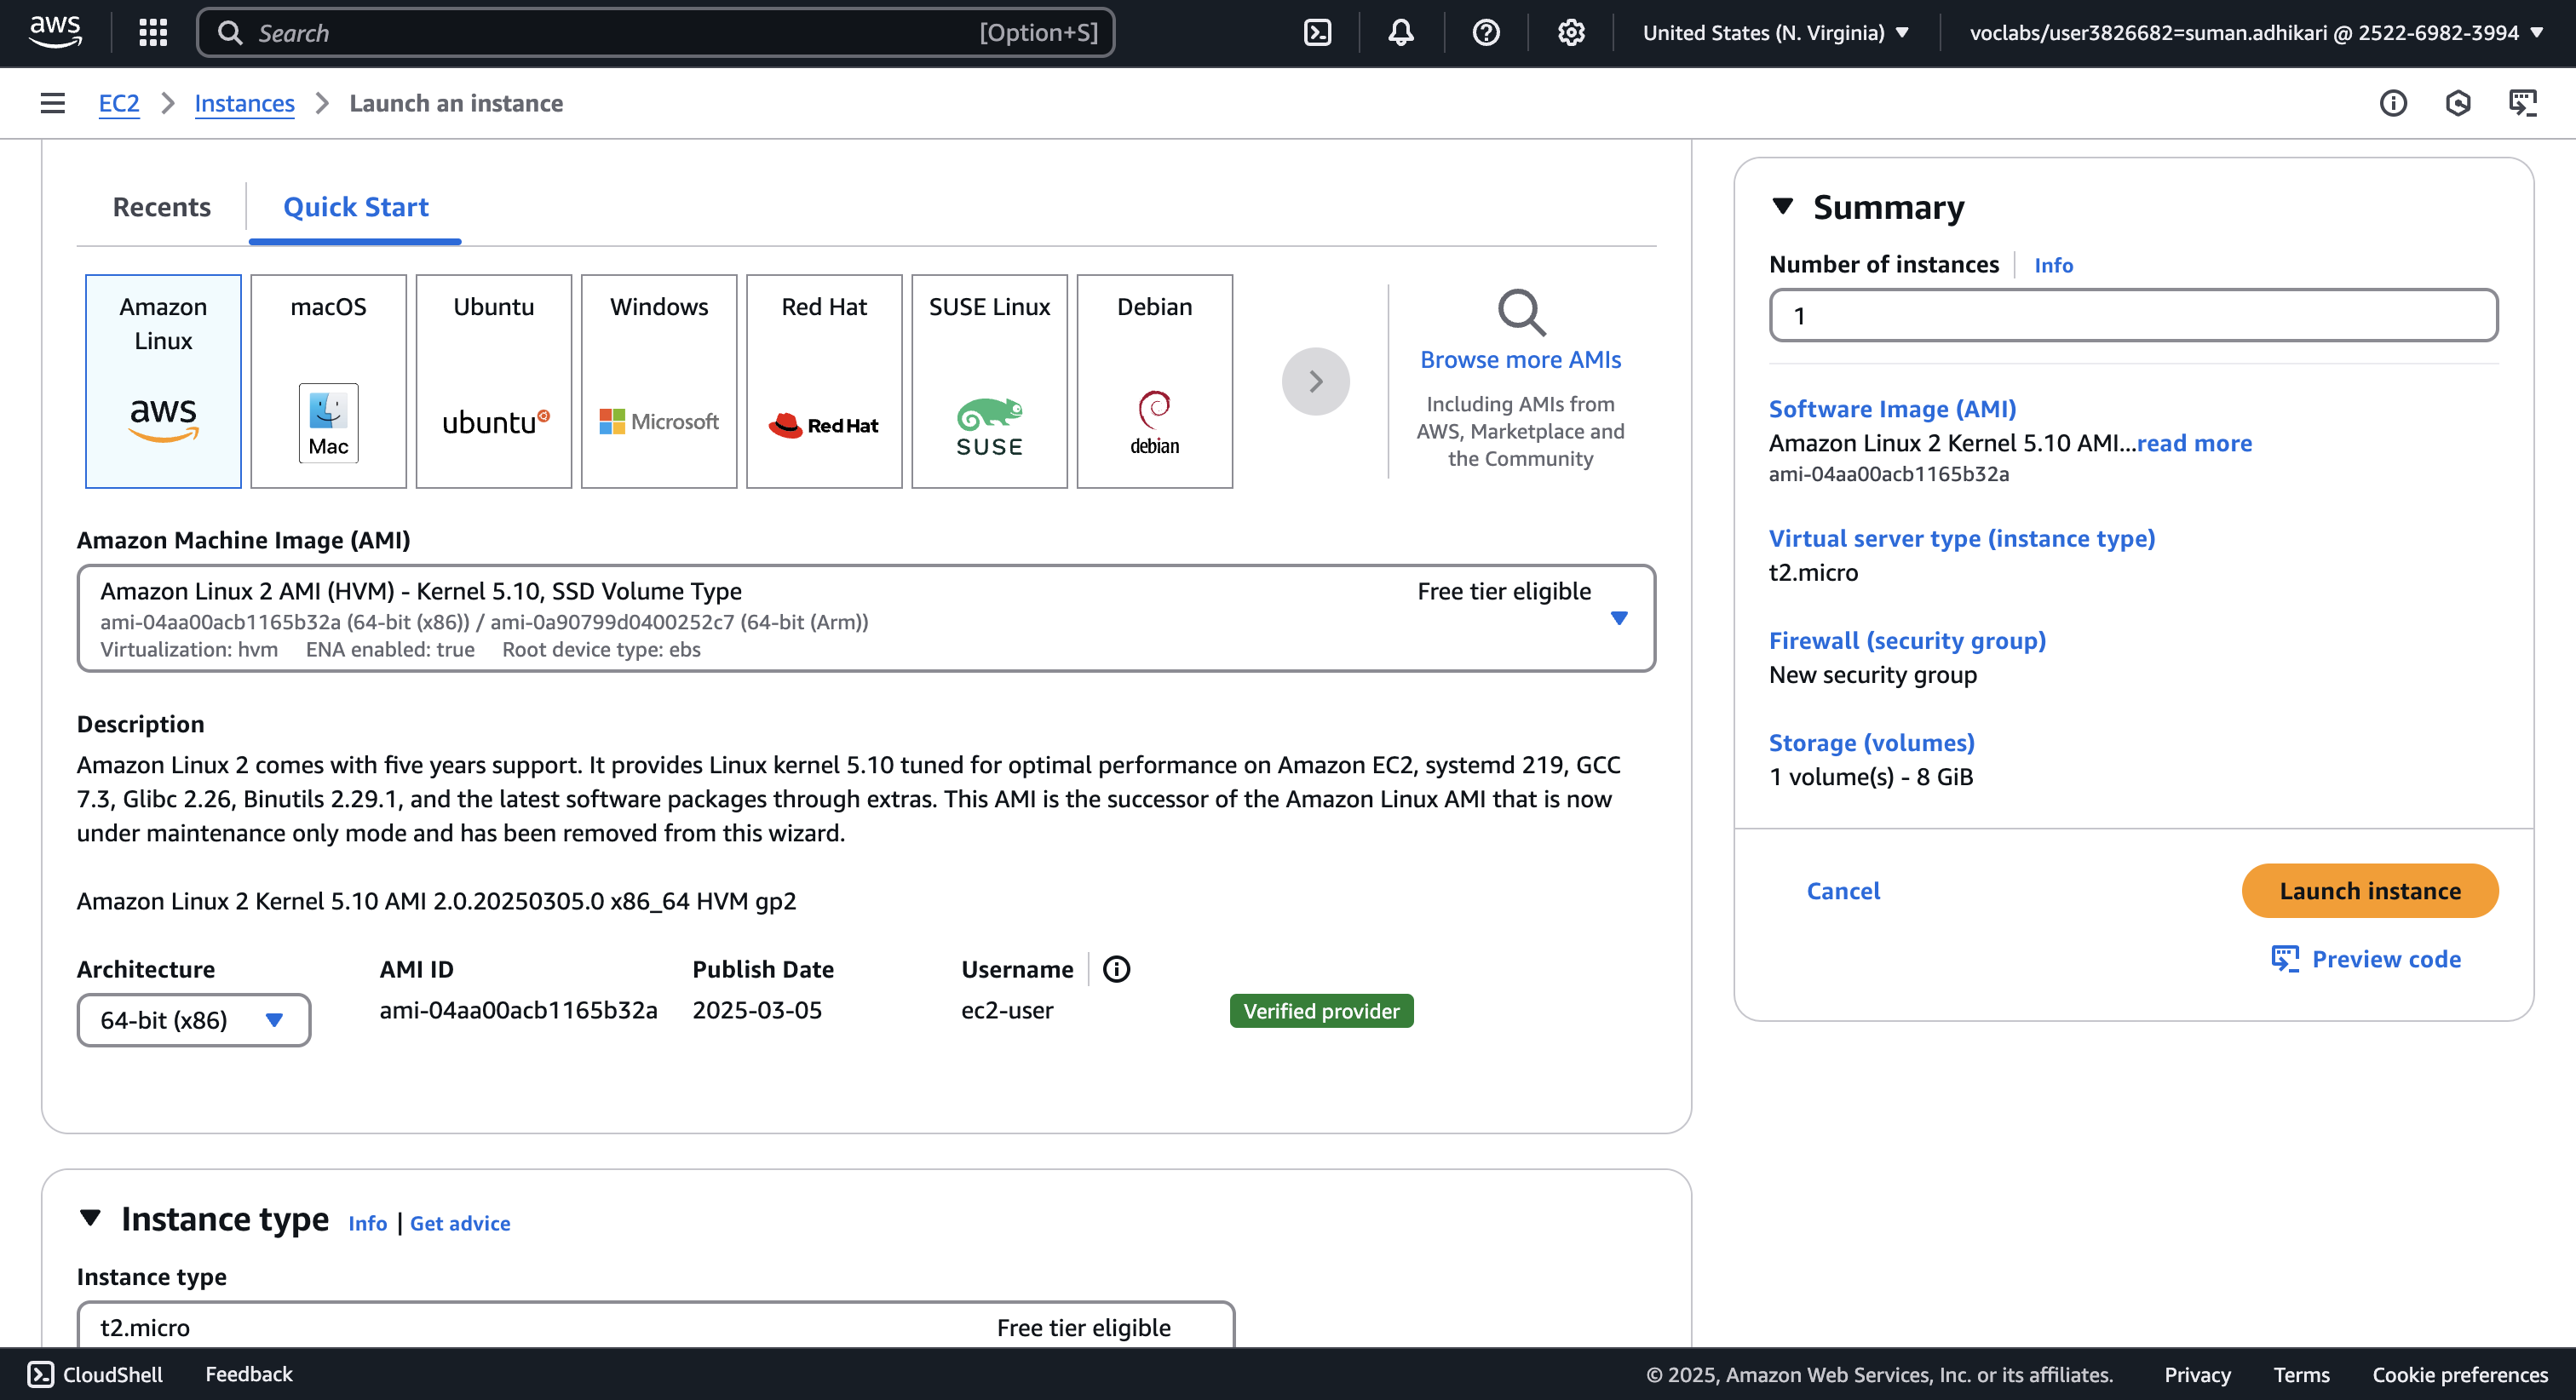 aws
Search
[Option+S]
United States (N. Virginia)
voclabs/user3826682=suman.adhikari @ 2522-6982-3994
EC2
Instances
Launch an instance
Recents
Quick Start
Amazon
Linux
aws
macOS
Mac
Ubuntu
ubuntu
Windows
Microsoft
Red Hat
Red Hat
SUSE Linux
SUSE
Debian
debian
Browse more AMIs
Including AMIs from
AWS, Marketplace and
the Community
Amazon Machine Image (AMI)
Amazon Linux 2 AMI (HVM) - Kernel 5.10, SSD Volume Type
Free tier eligible
ami-04aa00acb1165b32a (64-bit (x86)) / ami-0a90799d0400252c7 (64-bit (Arm))
Virtualization: hvm ENA enabled: true Root device type: ebs
Description
Amazon Linux 2 comes with five years support. It provides Linux kernel 5.10 tuned for optimal performance on Amazon EC2, systemd 219, GCC
7.3, Glibc 2.26, Binutils 2.29.1, and the latest software packages through extras. This AMI is the successor of the Amazon Linux AMI that is now
under maintenance only mode and has been removed from this wizard.
Amazon Linux 2 Kernel 5.10 AMI 2.0.20250305.0 x86_64 HVM gp2
Architecture
64-bit (x86)
AMI ID
ami-04aa00acb1165b32a
Publish Date
2025-03-05
Username
ec2-user
Verified provider
Instance type
Info | Get advice
Instance type
t2.micro
Free tier eligible
Summary
Number of instances
Info
1
Software Image (AMI)
Amazon Linux 2 Kernel 5.10 AMI...read more
ami-04aa00acb1165b32a
Virtual server type (instance type)
t2.micro
Firewall (security group)
New security group
Storage (volumes)
1 volume(s) - 8 GiB
Cancel
Launch instance
Preview code
CloudShell
Feedback
© 2025, Amazon Web Services, Inc. or its affiliates.
Privacy
Terms
Cookie preferences